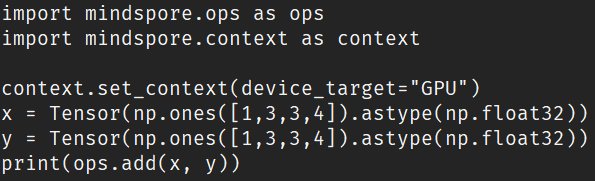 import mindspore.ops as ops
import mindspore.context as context
context.set_context(device_target="GPU")
x = Tensor(np.ones([1,3,3,4]).astype(np.float32))
y = Tensor(np.ones([1,3,3,4]).astype(np.float32))
print(ops.add(x, y))